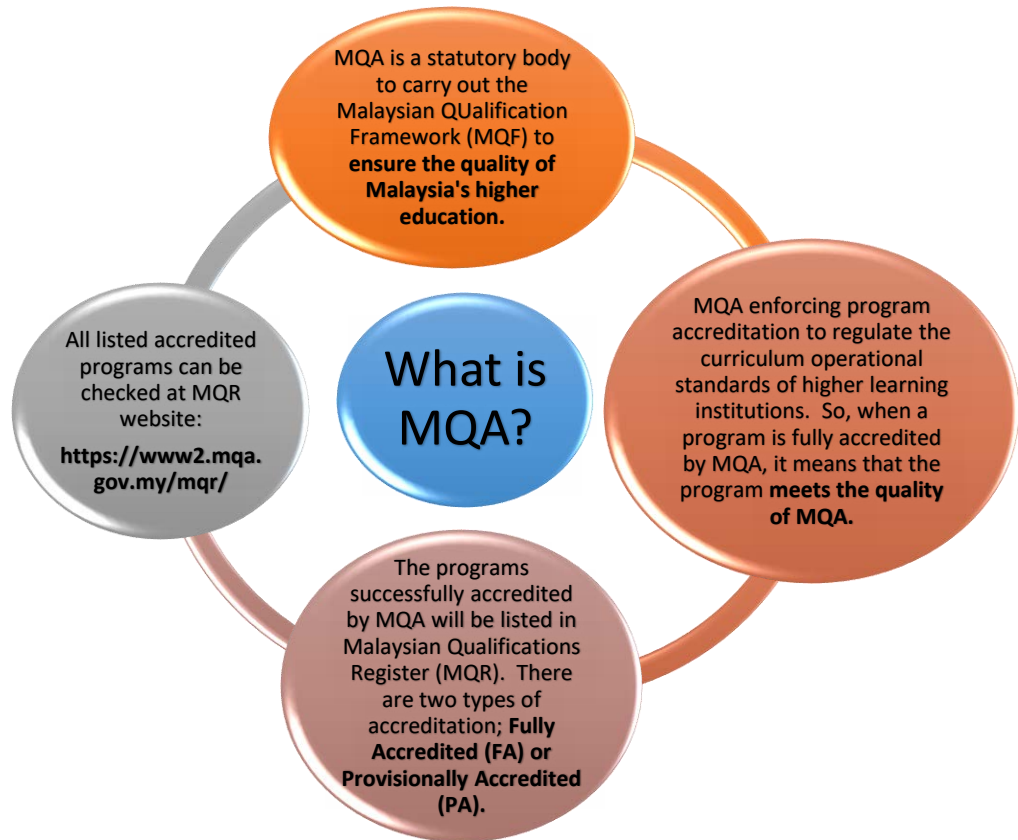 MQA is a statutory body
to carry out the
Malaysian QUalification
Framework (MQF) to
ensure the quality of
Malaysia's higher
education.
MQA enforcing program
accreditation to regulate the
curriculum operational
standards of higher learning
institutions. So, when a
program is fully accredited
by MQA, it means that the
program meets the quality
of MQA.
The programs
successfully accredited
by MQA will be listed in
Malaysian Qualifications
Register (MQR). There
are two types of
accreditation; Fully
Accredited (FA) or
Provisionally Accredited
(PA).
All listed accredited
programs can be
checked at MQR
website:
https://www2.mqa.
gov.my/mqr/
What is
MQA?